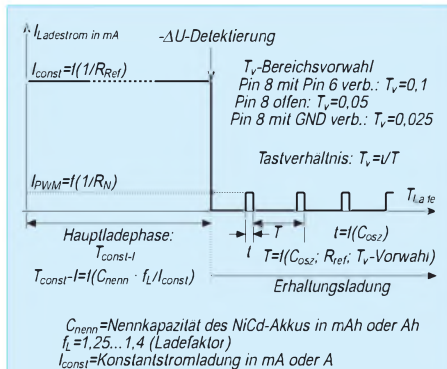 I_Ladestrom in mA
-ΔU-Detektierung
I_const=f(1/R_Ref)
T_v-Bereichsvorwahl
Pin 8 mit Pin 6 verb.: T_v=0,1
Pin 8 offen: T_v=0,05
Pin 8 mit GND verb.: T_v=0,025
Tastverhältnis: T_v=t/T
I_PWM=f(1/R_N)
T_Lade
Hauptladephase:
T_const-I
T_const-I=f(C_nenn · f_L/I_const)
t
T
t=f(C_osz)
T=f(C_osz; R_ref; T_v-Vorwahl)
Erhaltungsladung
C_nenn=Nennkapazität des NiCd-Akkus in mAh oder Ah
f_L=1,25...1,4 (Ladefaktor)
I_const=Konstantstromladung in mA oder A